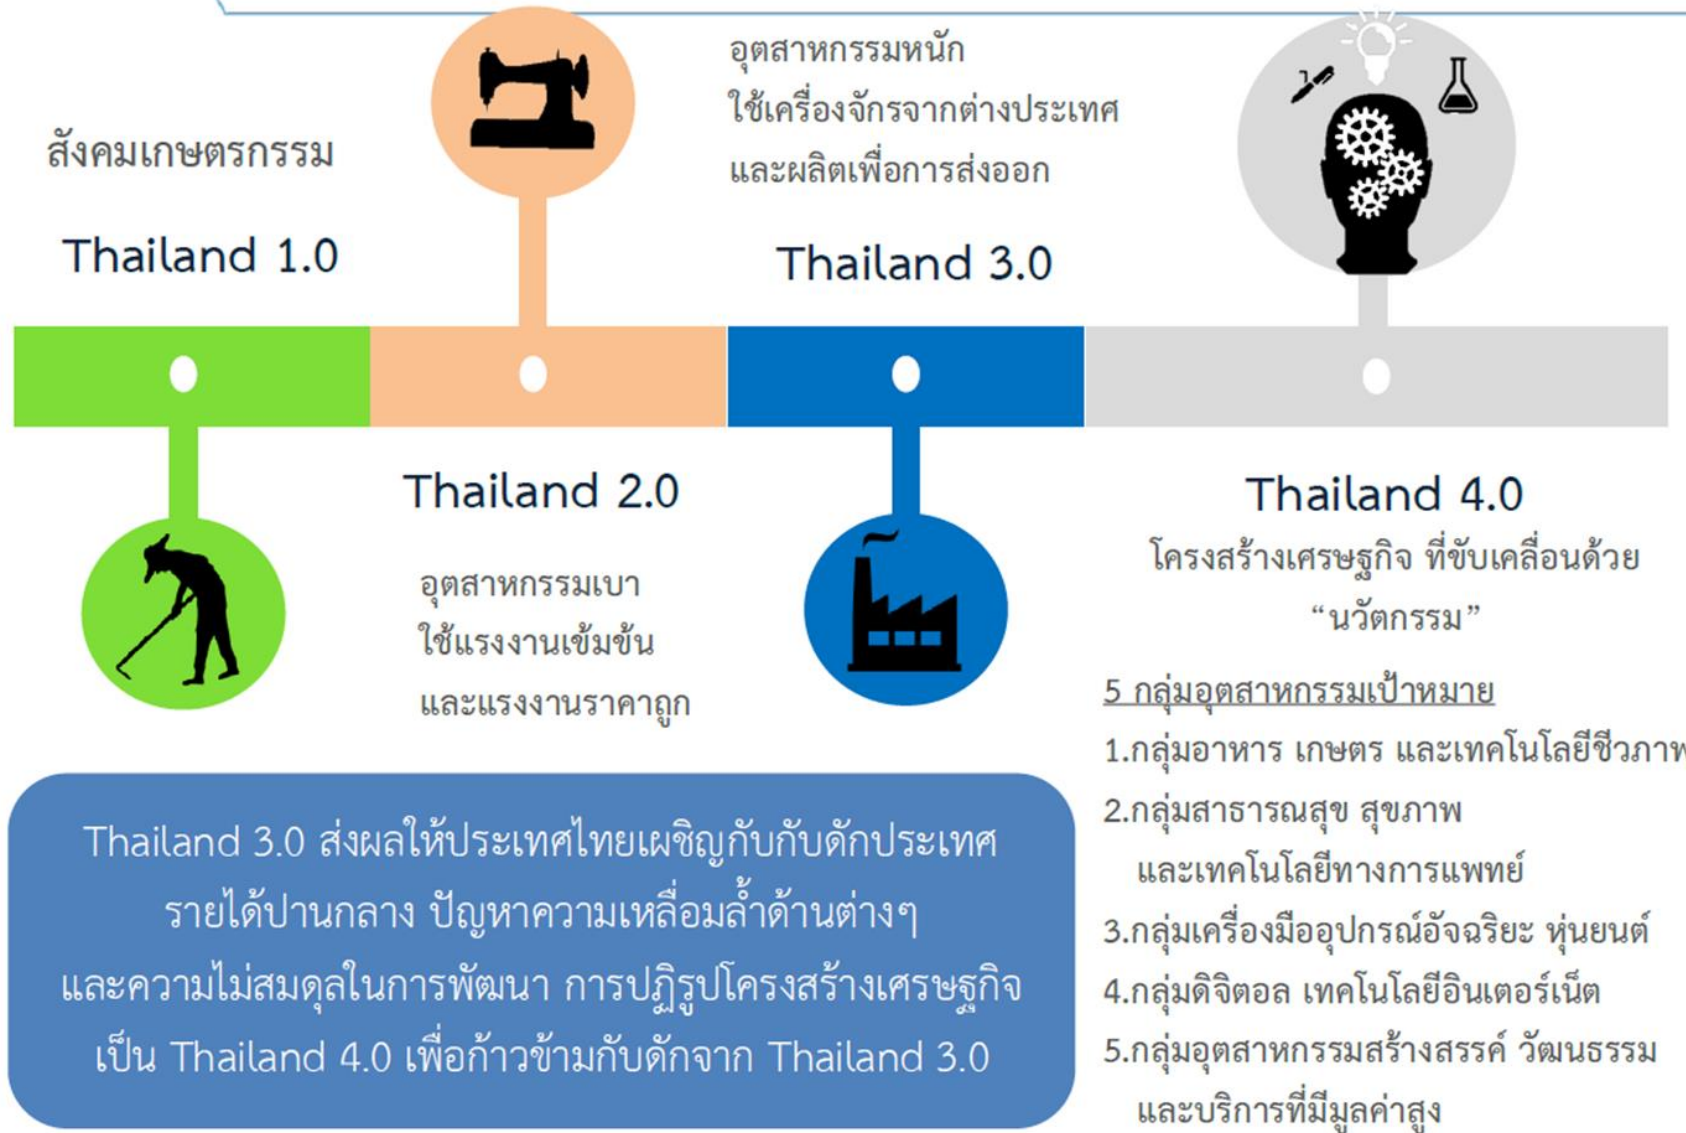 สังคมเกษตรกรรม
Thailand 1.0
Thailand 2.0
อุตสาหกรรมเบา
ใช้แรงงานเข้มข้น
และแรงงานราคาถูก
อุตสาหกรรมหนัก
ใช้เครื่องจักรจากต่างประเทศ
และผลิตเพื่อการส่งออก
Thailand 3.0
Thailand 4.0
โครงสร้างเศรษฐกิจ ที่ขับเคลื่อนด้วย
“นวัตกรรม”
5 กลุ่มอุตสาหกรรมเป้าหมาย
1.กลุ่มอาหาร เกษตร และเทคโนโลยีชีวภาพ
2.กลุ่มสาธารณสุข สุขภาพ
และเทคโนโลยีทางการแพทย์
3.กลุ่มเครื่องมืออุปกรณ์อัจฉริยะ หุ่นยนต์
4.กลุ่มดิจิตอล เทคโนโลยีอินเตอร์เน็ต
5.กลุ่มอุตสาหกรรมสร้างสรรค์ วัฒนธรรม
และบริการที่มีมูลค่าสูง
Thailand 3.0 ส่งผลให้ประเทศไทยเผชิญกับกับดักประเทศ
รายได้ปานกลาง ปัญหาความเหลื่อมล้ำด้านต่างๆ
และความไม่สมดุลในการพัฒนา การปฏิรูปโครงสร้างเศรษฐกิจ
เป็น Thailand 4.0 เพื่อก้าวข้ามกับดักจาก Thailand 3.0